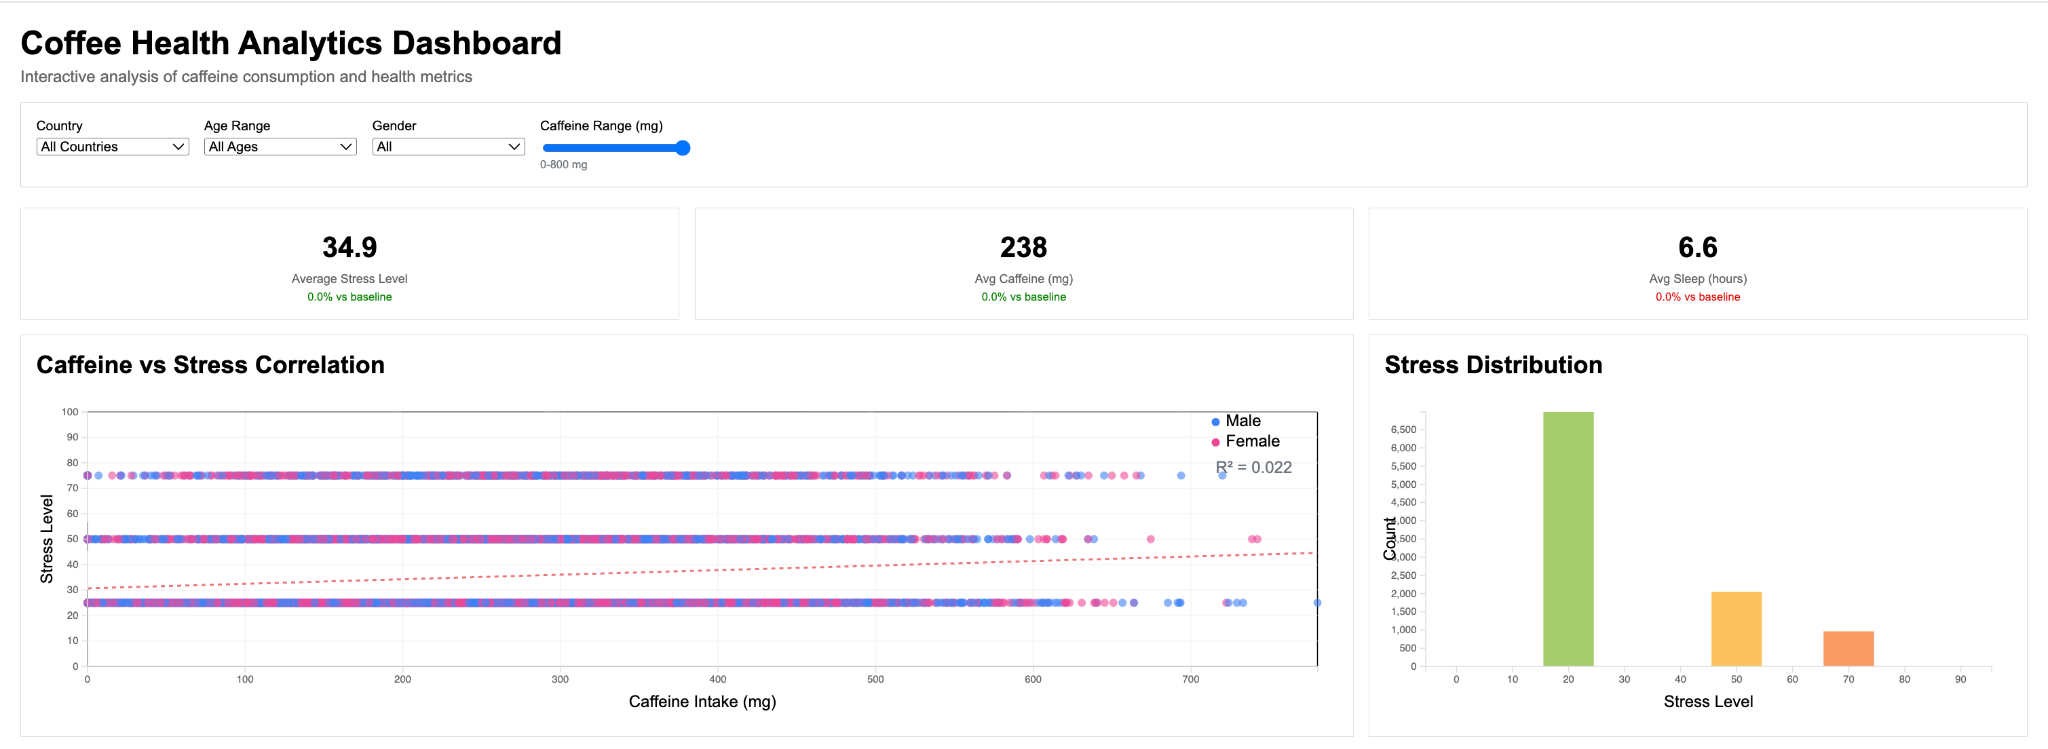 Coffee Health Analytics Dashboard
Interactive analysis of caffeine consumption and health metrics
Country
Age Range
Gender
Caffeine Range (mg)
All Countries
All Ages
All
0-800 mg
34.9
Average Stress Level
0.0% vs baseline
238
Avg Caffeine (mg)
0.0% vs baseline
6.6
Avg Sleep (hours)
0.0% vs baseline
Caffeine vs Stress Correlation
100
90
80
70
60
50
40
30
20
10
0
Stress Level
Male
Female
R² = 0.022
0
100
200
300
400
500
600
700
Caffeine Intake (mg)
Stress Distribution
6,500
6,000
5,500
5,000
4,500
4,000
3,500
3,000
2,500
2,000
1,500
1,000
500
0
Count
0
10
20
30
40
50
60
70
80
90
Stress Level